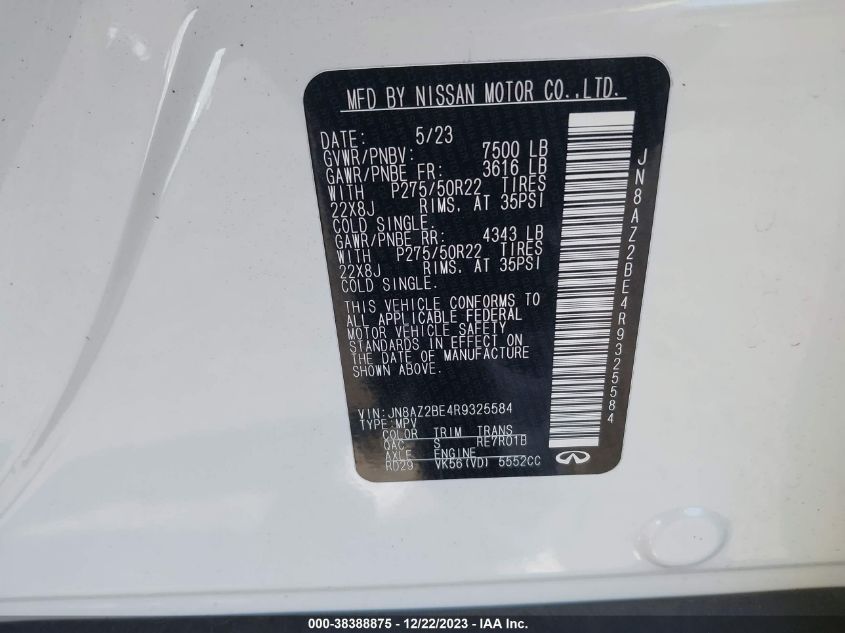 MFD BY NISSAN MOTOR CO.,LTD.
DATE: 5/23
GVWR/PNBV: 7500 LB
GAWR/PNBE FR: 3616 LB
WITH P275/50R22 TIRES
22X8J RIMS. AT 35PSI
COLD SINGLE.
GAWR/PNBE RR: 4343 LB
WITH P275/50R22 TIRES
22X8J RIMS. AT 35PSI
COLD SINGLE.
THIS VEHICLE CONFORMS TO
ALL APPLICABLE FEDERAL
MOTOR VEHICLE SAFETY
STANDARDS IN EFFECT ON
THE DATE OF MANUFACTURE
SHOWN ABOVE.
VIN:JN8AZ2BE4R9325584
TYPE:MPV
COLOR TRIM TRANS
QAC S RE7R01B
AXLE ENGINE
RD29 VK56(VD) 5552CC
JN8AZ2BE4R9325584
000-38388875 • 12/22/2023 • IAA Inc.